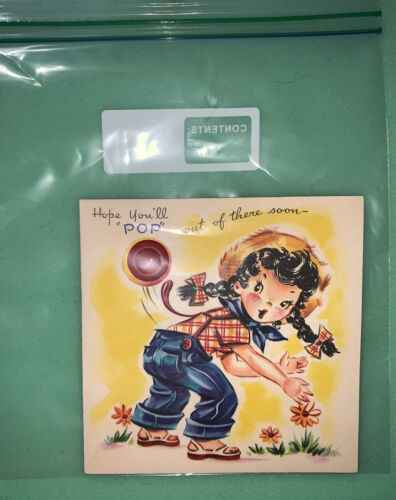 CONTENTS:
Hope You'll
"POP" out of there soon-